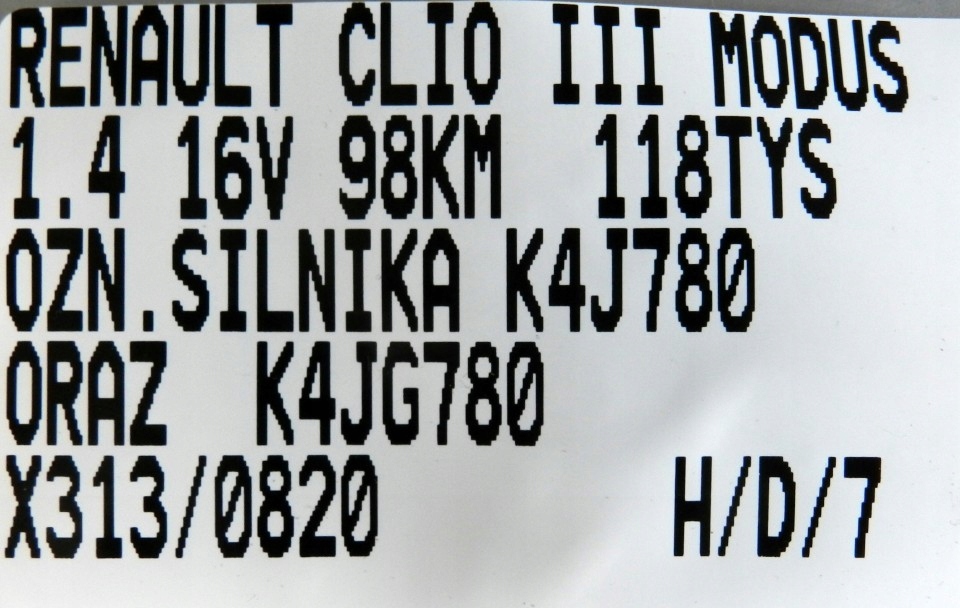 RENAULT CLIO III MODUS
1.4 16V 98KM 118TYS
OZN.SILNIKA K4J780
ORAZ K4JG780
X313/0820 H/D/7